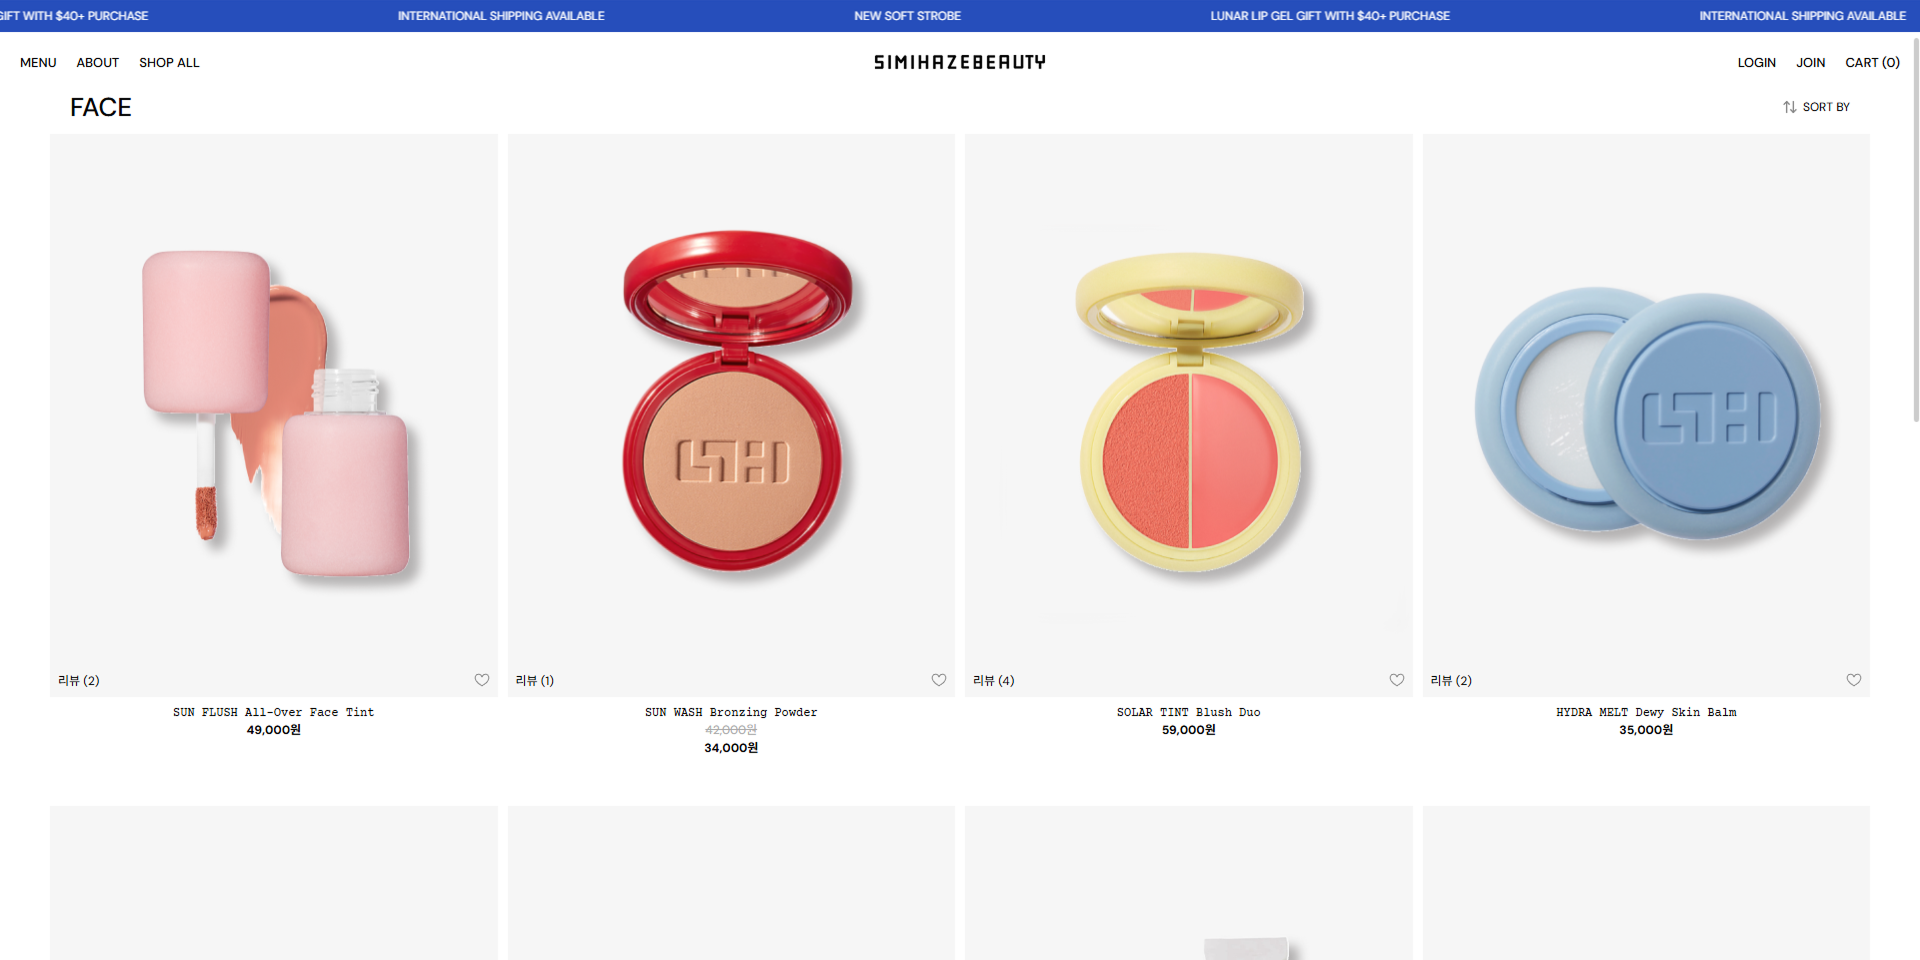 GIFT WITH $40+ PURCHASE INTERNATIONAL SHIPPING AVAILABLE NEW SOFT STROBE LUNAR LIP GEL GIFT WITH $40+ PURCHASE INTERNATIONAL SHIPPING AVAILABLE
MENU ABOUT SHOP ALL SIMIHAZEBEAUTY LOGIN JOIN CART (0)
FACE SORT BY
리뷰 (2) 리뷰 (1) 리뷰 (4) 리뷰 (2)
SUN FLUSH All-Over Face Tint
49,000원
SUN WASH Bronzing Powder
42,000원
34,000원
SOLAR TINT Blush Duo
59,000원
HYDRA MELT Dewy Skin Balm
35,000원